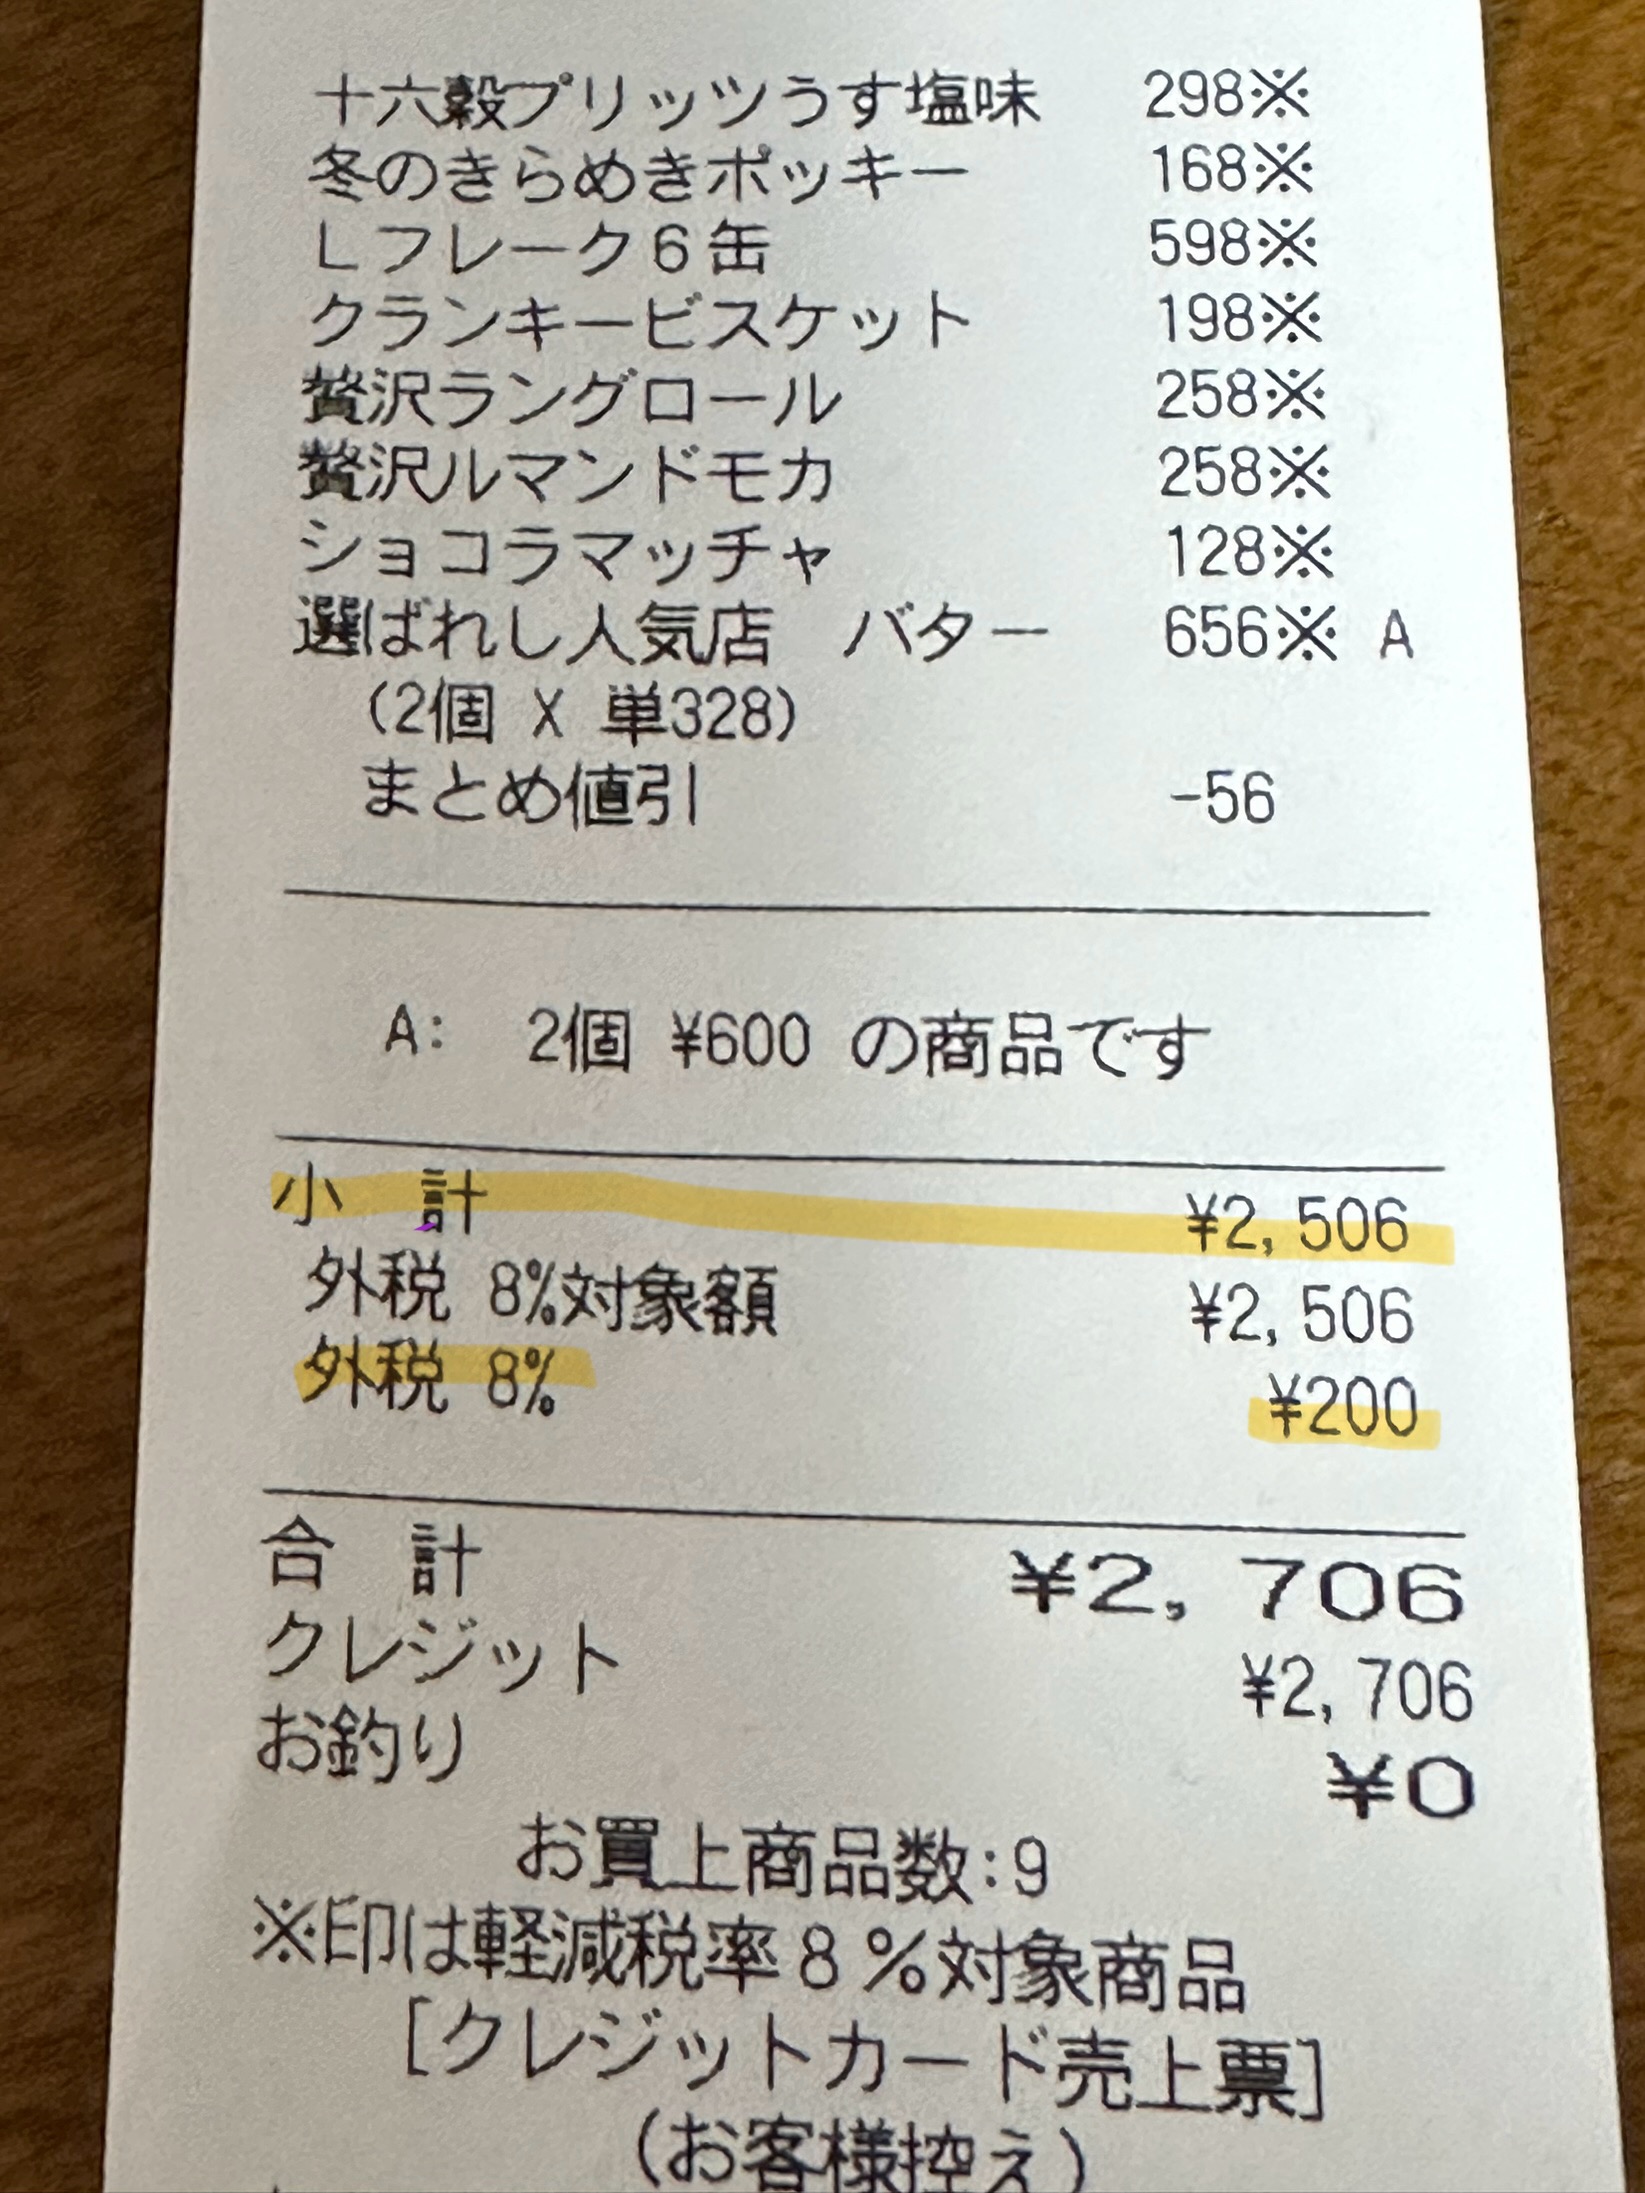 十六穀プリッツうす塩味 298※
冬のきらめきポッキー 168※
Lフレーク6缶 598※
クランキービスケット 198※
贅沢ラングロール 258※
贅沢ルマンドモカ 258※
ショコラマッチャ 128※
選ばれし人気店 バター 656※ A
(2個 X 単328)
まとめ値引 -56
A: 2個 ¥600 の商品です
小 計 ¥2,506
外税 8%対象額 ¥2,506
外税 8% ¥200
合 計 ¥2,706
クレジット ¥2,706
お釣り ¥0
お買上商品数:9
※印は軽減税率8%対象商品
[クレジットカード売上票]
(お客様控え)